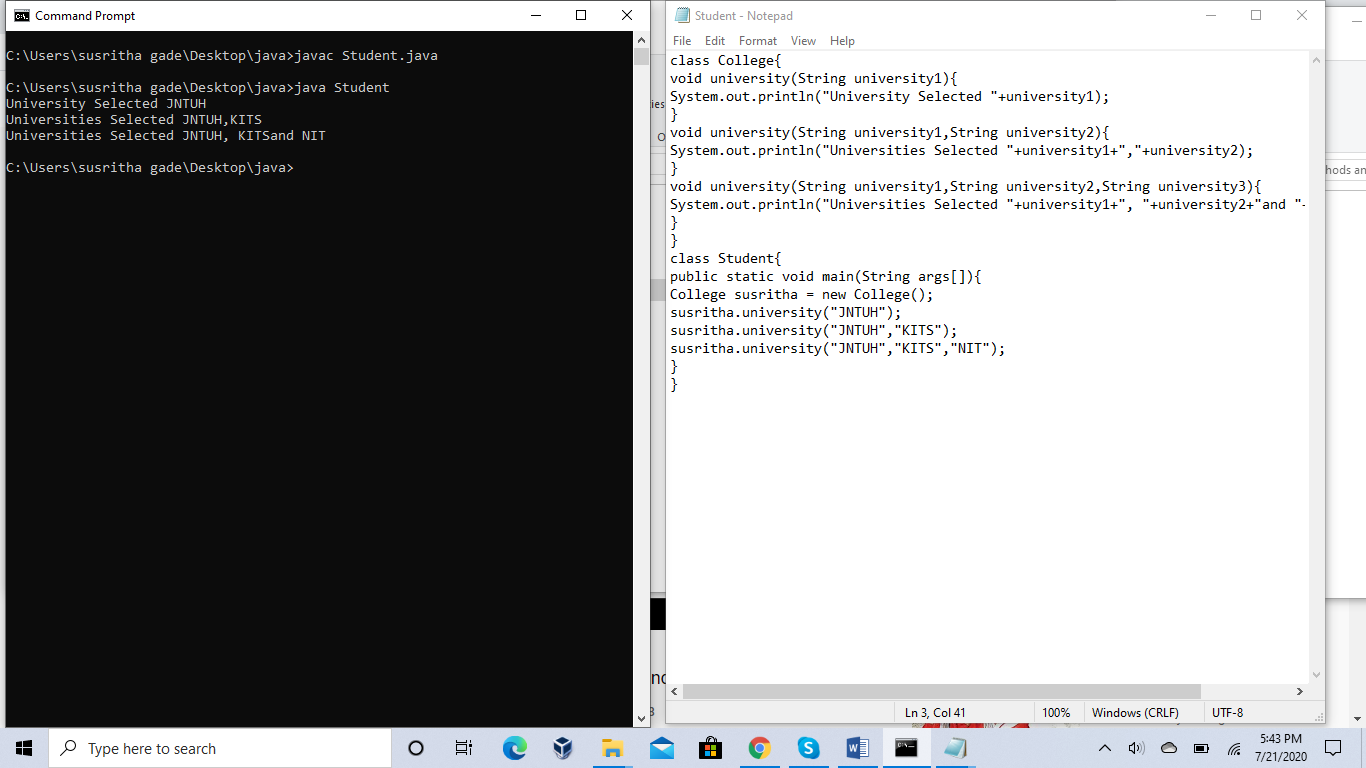 Command Prompt
C:\Users\susritha gade\Desktop\java>javac Student.java
C:\Users\susritha gade\Desktop\java>java Student
University Selected JNTUH
Universities Selected JNTUH,KITS
Universities Selected JNTUH, KITSand NIT
C:\Users\susritha gade\Desktop\java>
Student - Notepad
File Edit Format View Help
class College{
void university(String university1){
System.out.println("University Selected "+university1);
}
void university(String university1,String university2){
System.out.println("Universities Selected "+university1+","+university2);
}
void university(String university1,String university2,String university3){
System.out.println("Universities Selected "+university1+", "+university2+"and "
}
}
class Student{
public static void main(String args[]){
College susritha = new College();
susritha.university("JNTUH");
susritha.university("JNTUH","KITS");
susritha.university("JNTUH","KITS","NIT");
}
}
Ln 3, Col 41 100% Windows (CRLF) UTF-8
Type here to search
5:43 PM
7/21/2020